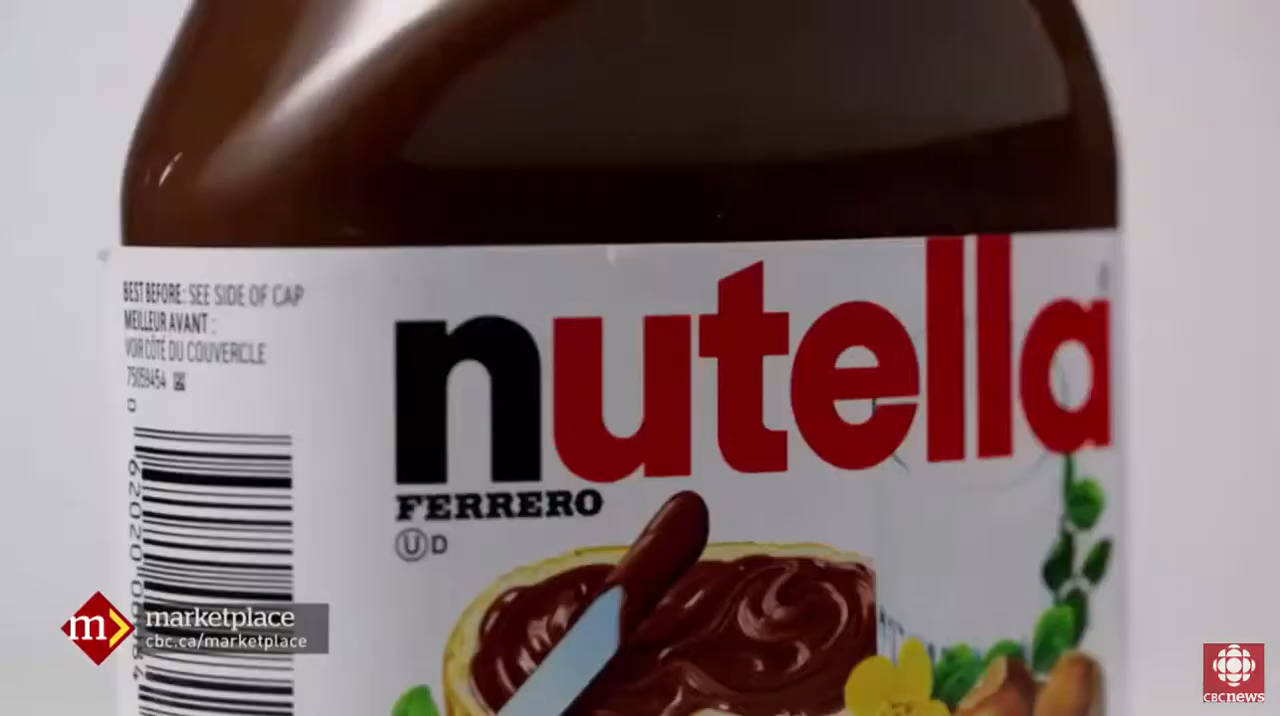 BEST BEFORE: SEE SIDE OF CAP
MEILLEUR AVANT :
VOIR CÔTÉ DU COUVERCLE
75059454
nutella
FERRERO
U D
m marketplace
cbc.ca/marketplace
CBCNEWS